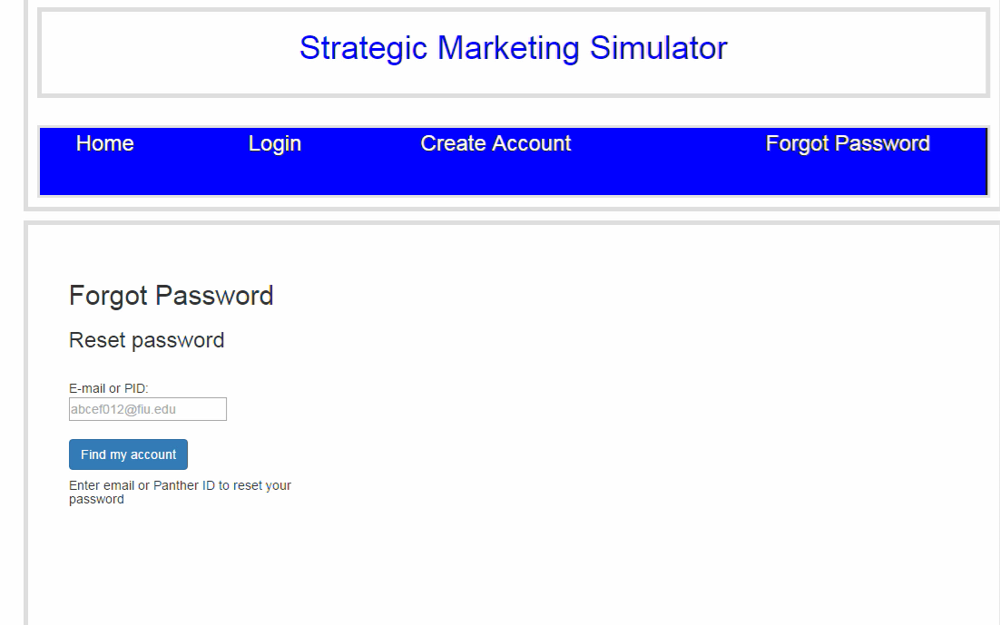 Strategic Marketing Simulator
Home Login Create Account Forgot Password
Forgot Password
Reset password
E-mail or PID:
abcef012@fiu.edu
Find my account
Enter email or Panther ID to reset your
password